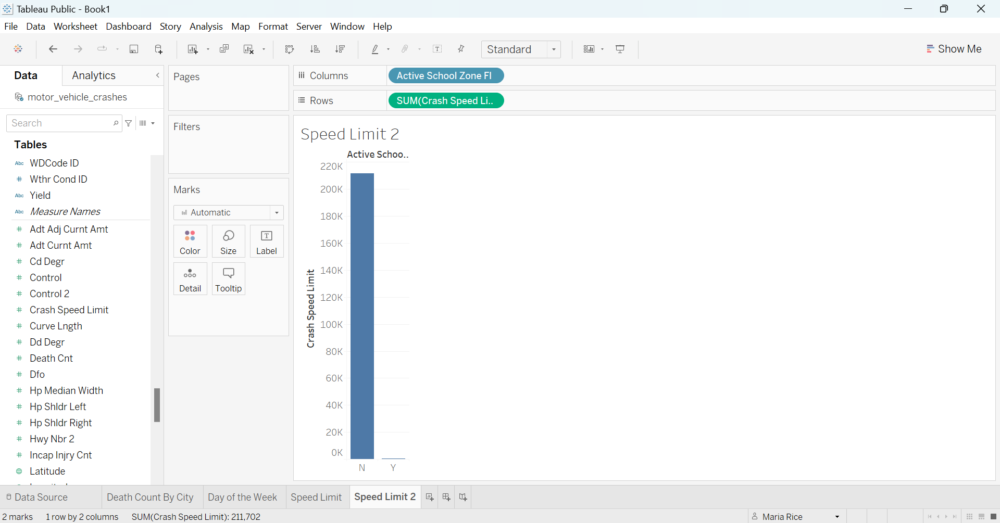 Tableau Public - Book1
File Data Worksheet Dashboard Story Analysis Map Format Server Window Help
Standard
Show Me
Data
Analytics
motor_vehicle_crashes
Search
Tables
Abc WDCode ID
# Wthr Cond ID
Abc Yield
Abc Measure Names
# Adt Adj Curnt Amt
# Adt Curnt Amt
# Cd Degr
# Control
# Control 2
# Crash Speed Limit
# Curve Lngth
# Dd Degr
# Death Cnt
# Dfo
# Hp Median Width
# Hp Shldr Left
# Hp Shldr Right
# Hwy Nbr 2
# Incap Injry Cnt
Latitude
Pages
Filters
Marks
Automatic
Color
Size
Label
Detail
Tooltip
Columns
Active School Zone Fl
Rows
SUM(Crash Speed Li..
Speed Limit 2
Active Schoo..
Crash Speed Limit
220K
200K
180K
160K
140K
120K
100K
80K
60K
40K
20K
0K
N
Y
Data Source
Death Count By City
Day of the Week
Speed Limit
Speed Limit 2
2 marks
1 row by 2 columns
SUM(Crash Speed Limit): 211,702
Maria Rice